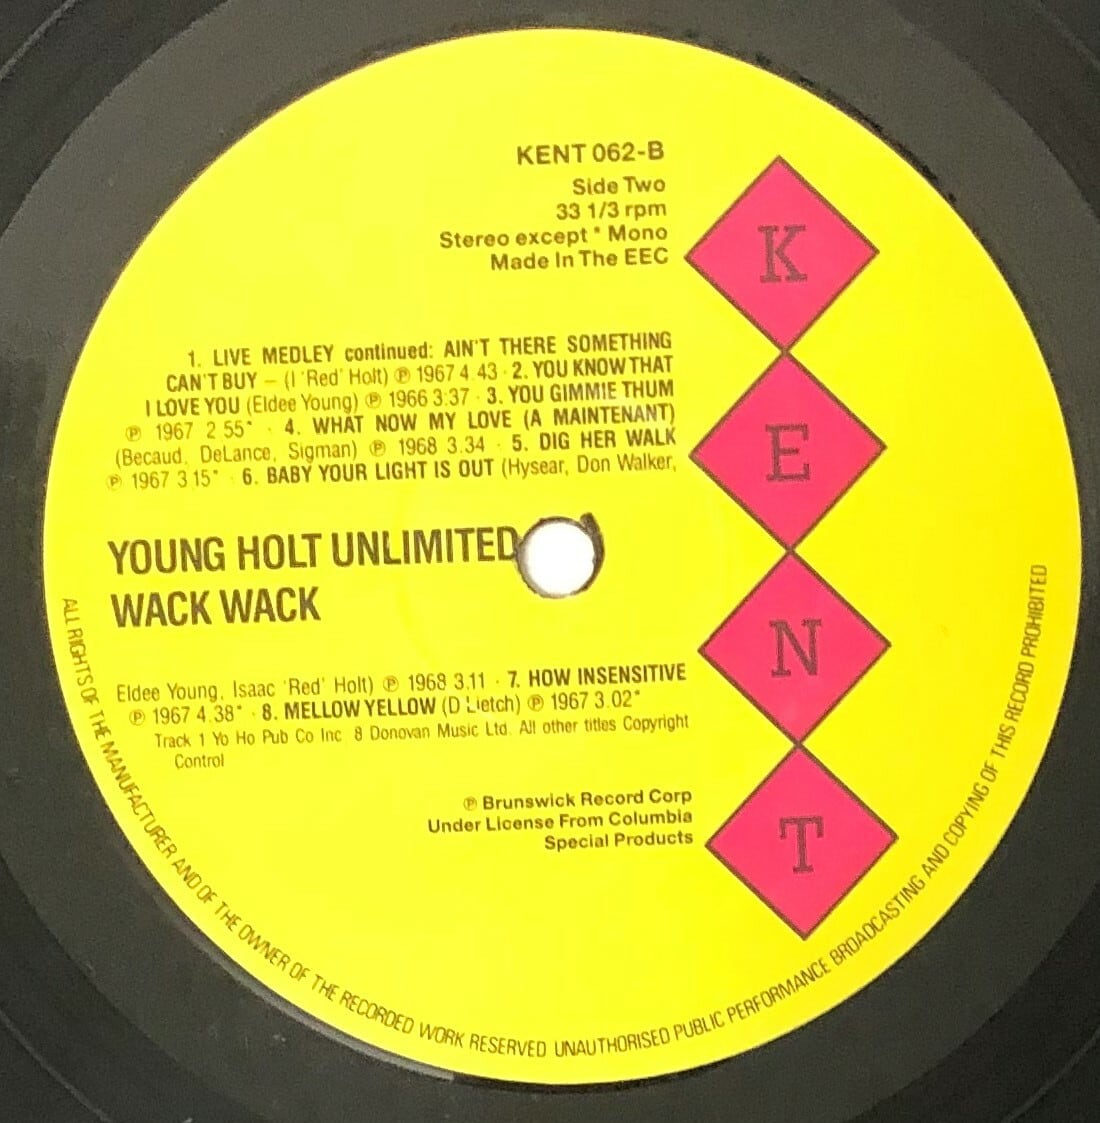 KENT 062-B
Side Two
33 1/3 rpm
Stereo except * Mono
Made In The EEC
K
E
N
T
1. LIVE MEDLEY continued: AIN'T THERE SOMETHING
CAN'T BUY – (I 'Red' Holt) ℗ 1967 4.43 · 2. YOU KNOW THAT
I LOVE YOU (Eldee Young) ℗ 1966 3:37 · 3. YOU GIMMIE THUM
℗ 1967 2 55* · 4. WHAT NOW MY LOVE (A MAINTENANT)
(Becaud, DeLance, Sigman) ℗ 1968 3.34 · 5. DIG HER WALK
℗ 1967 3.15* · 6. BABY YOUR LIGHT IS OUT (Hysear, Don Walker,
YOUNG HOLT UNLIMITED
WACK WACK
Eldee Young, Isaac 'Red' Holt) ℗ 1968 3.11 · 7. HOW INSENSITIVE
℗ 1967 4.38* · 8. MELLOW YELLOW (D Lietch) ℗ 1967 3.02*
Track 1 Yo Ho Pub Co Inc 8 Donovan Music Ltd. All other titles Copyright
Control
℗ Brunswick Record Corp
Under License From Columbia
Special Products
ALL RIGHTS OF THE MANUFACTURER AND OF THE OWNER OF THE RECORDED WORK RESERVED UNAUTHORISED PUBLIC PERFORMANCE BROADCASTING AND COPYING OF THIS RECORD PROHIBITED